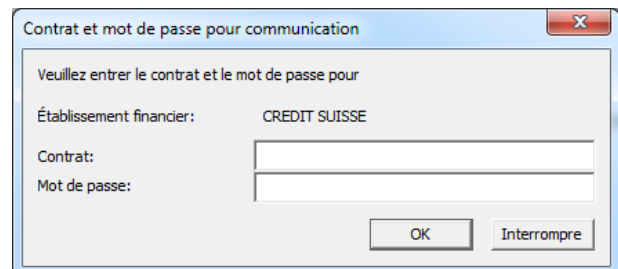 Contrat et mot de passe pour communication
Veuillez entrer le contrat et le mot de passe pour
Établissement financier: CREDIT SUISSE
Contrat:
Mot de passe:
OK Interrompre